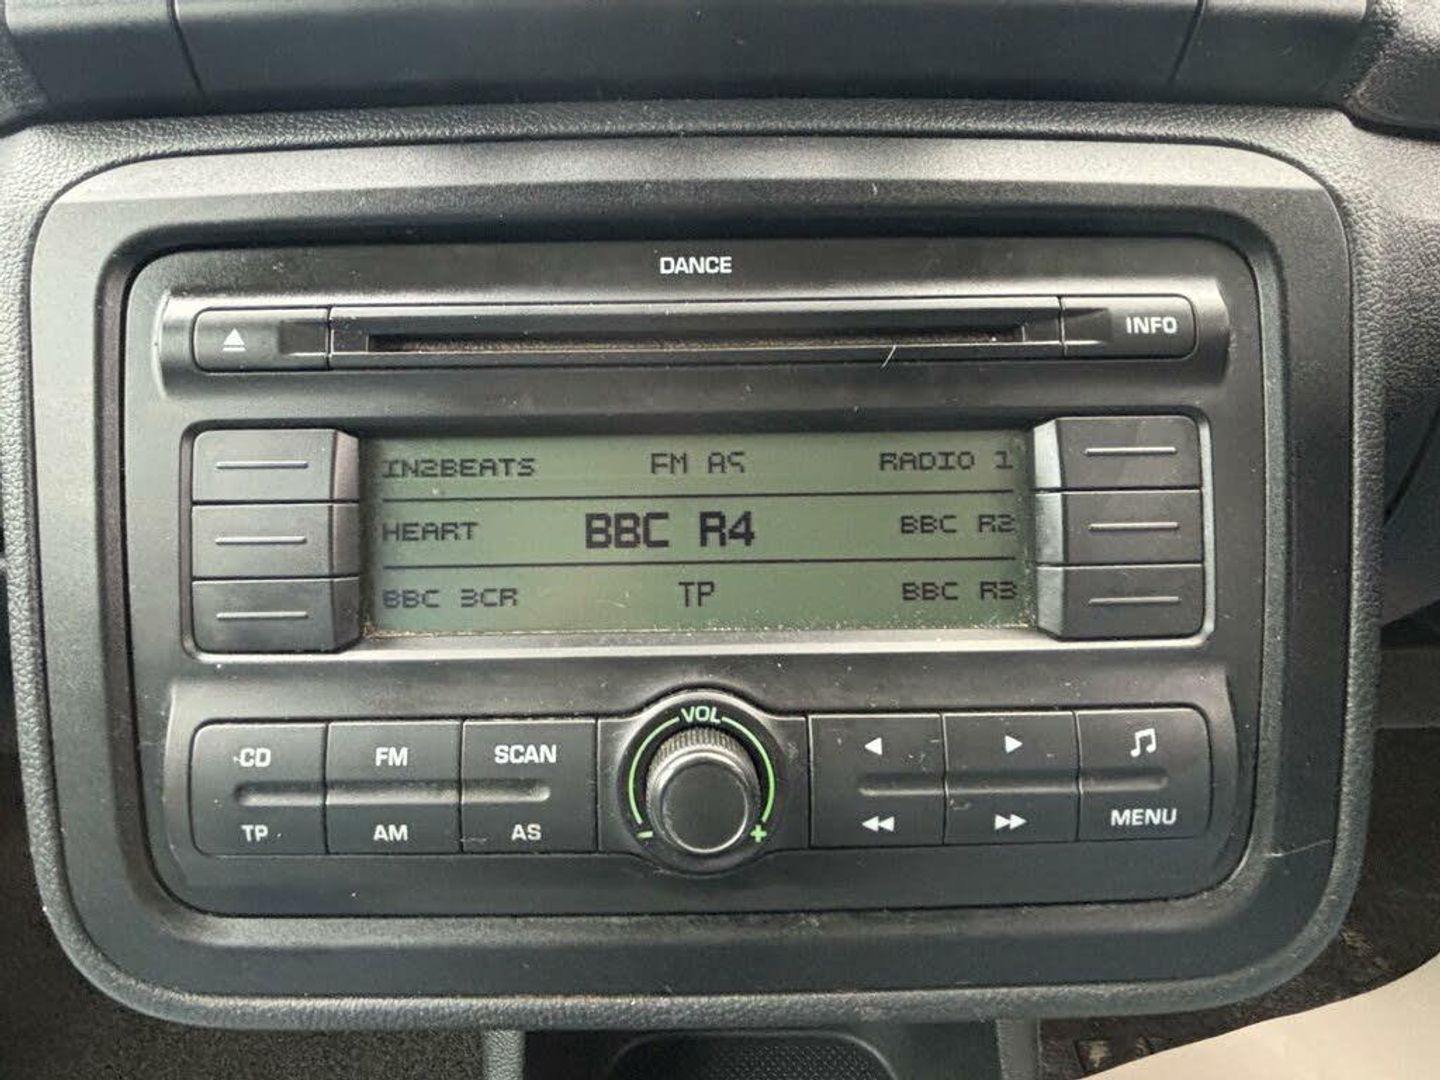 DANCE
INFO
IN2BEATS FM AS RADIO 1
HEART BBC R4 BBC R2
BBC 3CR TP BBC R3
VOL
CD FM SCAN
- +
TP AM AS MENU